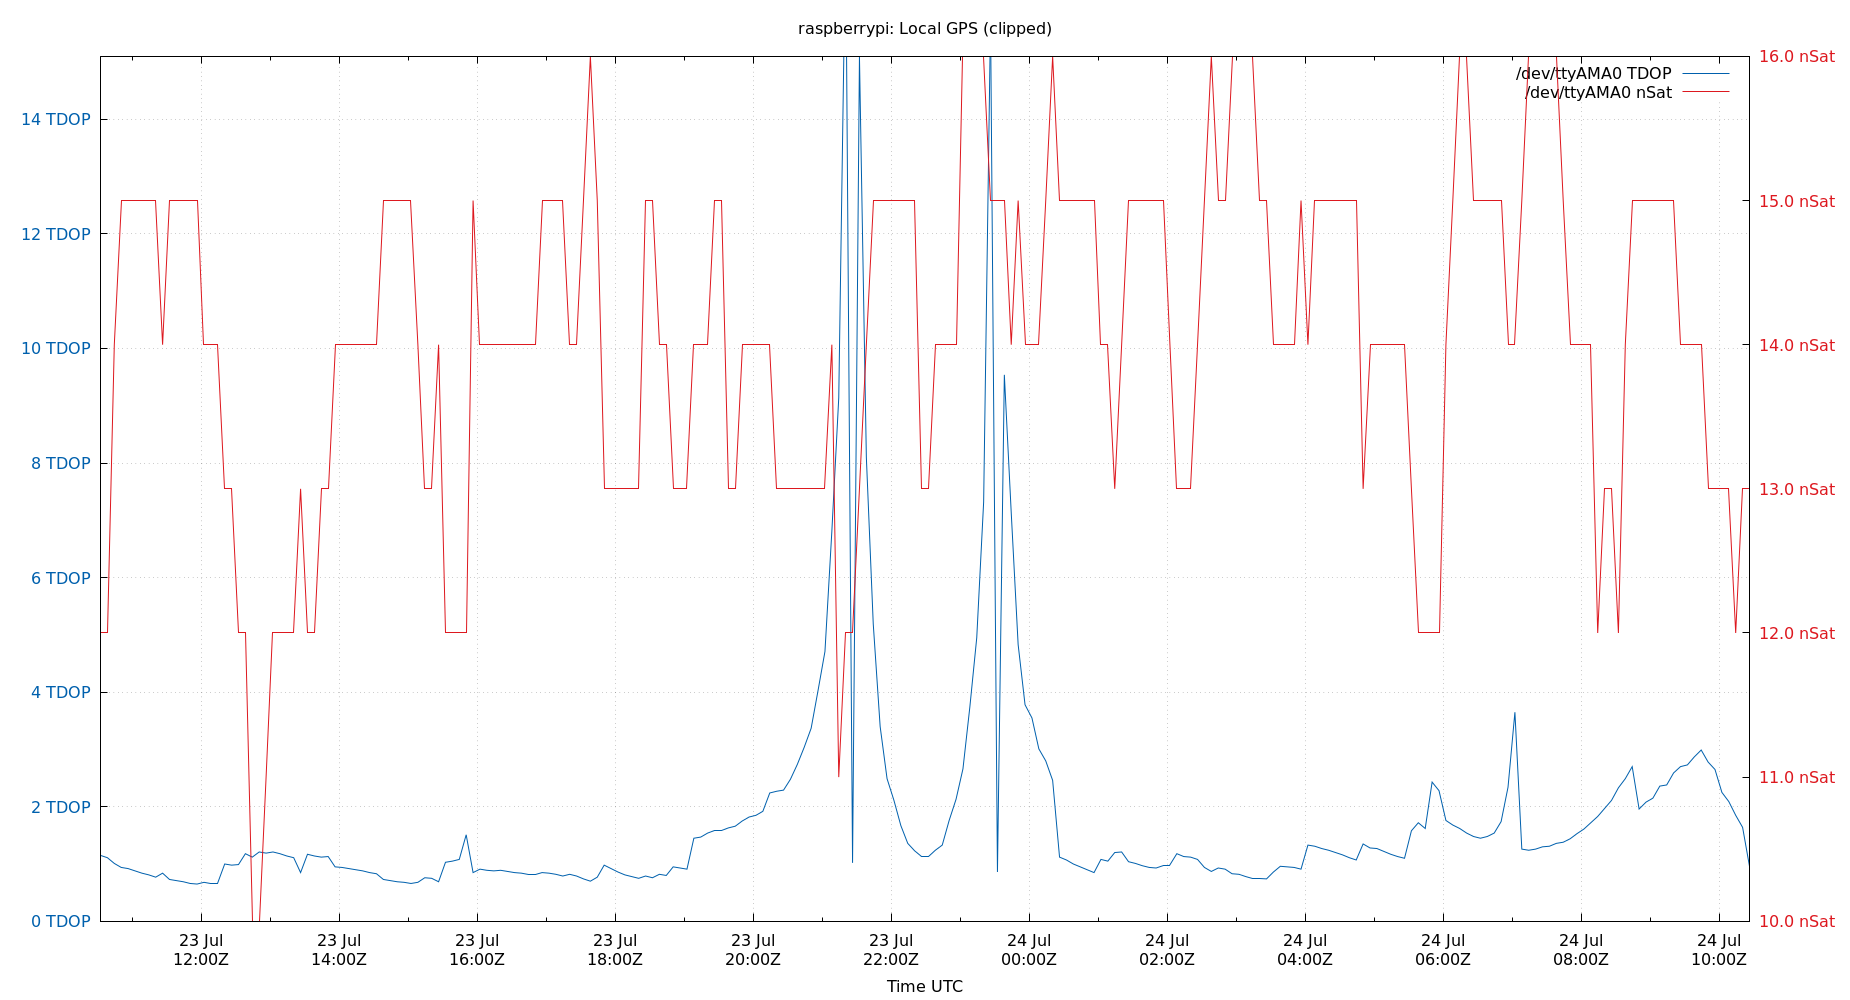 raspberrypi: Local GPS (clipped)
16.0 nSat
/dev/ttyAMA0 TDOP
/dev/ttyAMA0 nSat
14 TDOP
15.0 nSat
12 TDOP
10 TDOP
14.0 nSat
8 TDOP
13.0 nSat
6 TDOP
12.0 nSat
4 TDOP
11.0 nSat
2 TDOP
0 TDOP
10.0 nSat
23 Jul 23 Jul 23 Jul 23 Jul 23 Jul 23 Jul 24 Jul 24 Jul 24 Jul 24 Jul 24 Jul 24 Jul
12:00Z 14:00Z 16:00Z 18:00Z 20:00Z 22:00Z 00:00Z 02:00Z 04:00Z 06:00Z 08:00Z 10:00Z
Time UTC